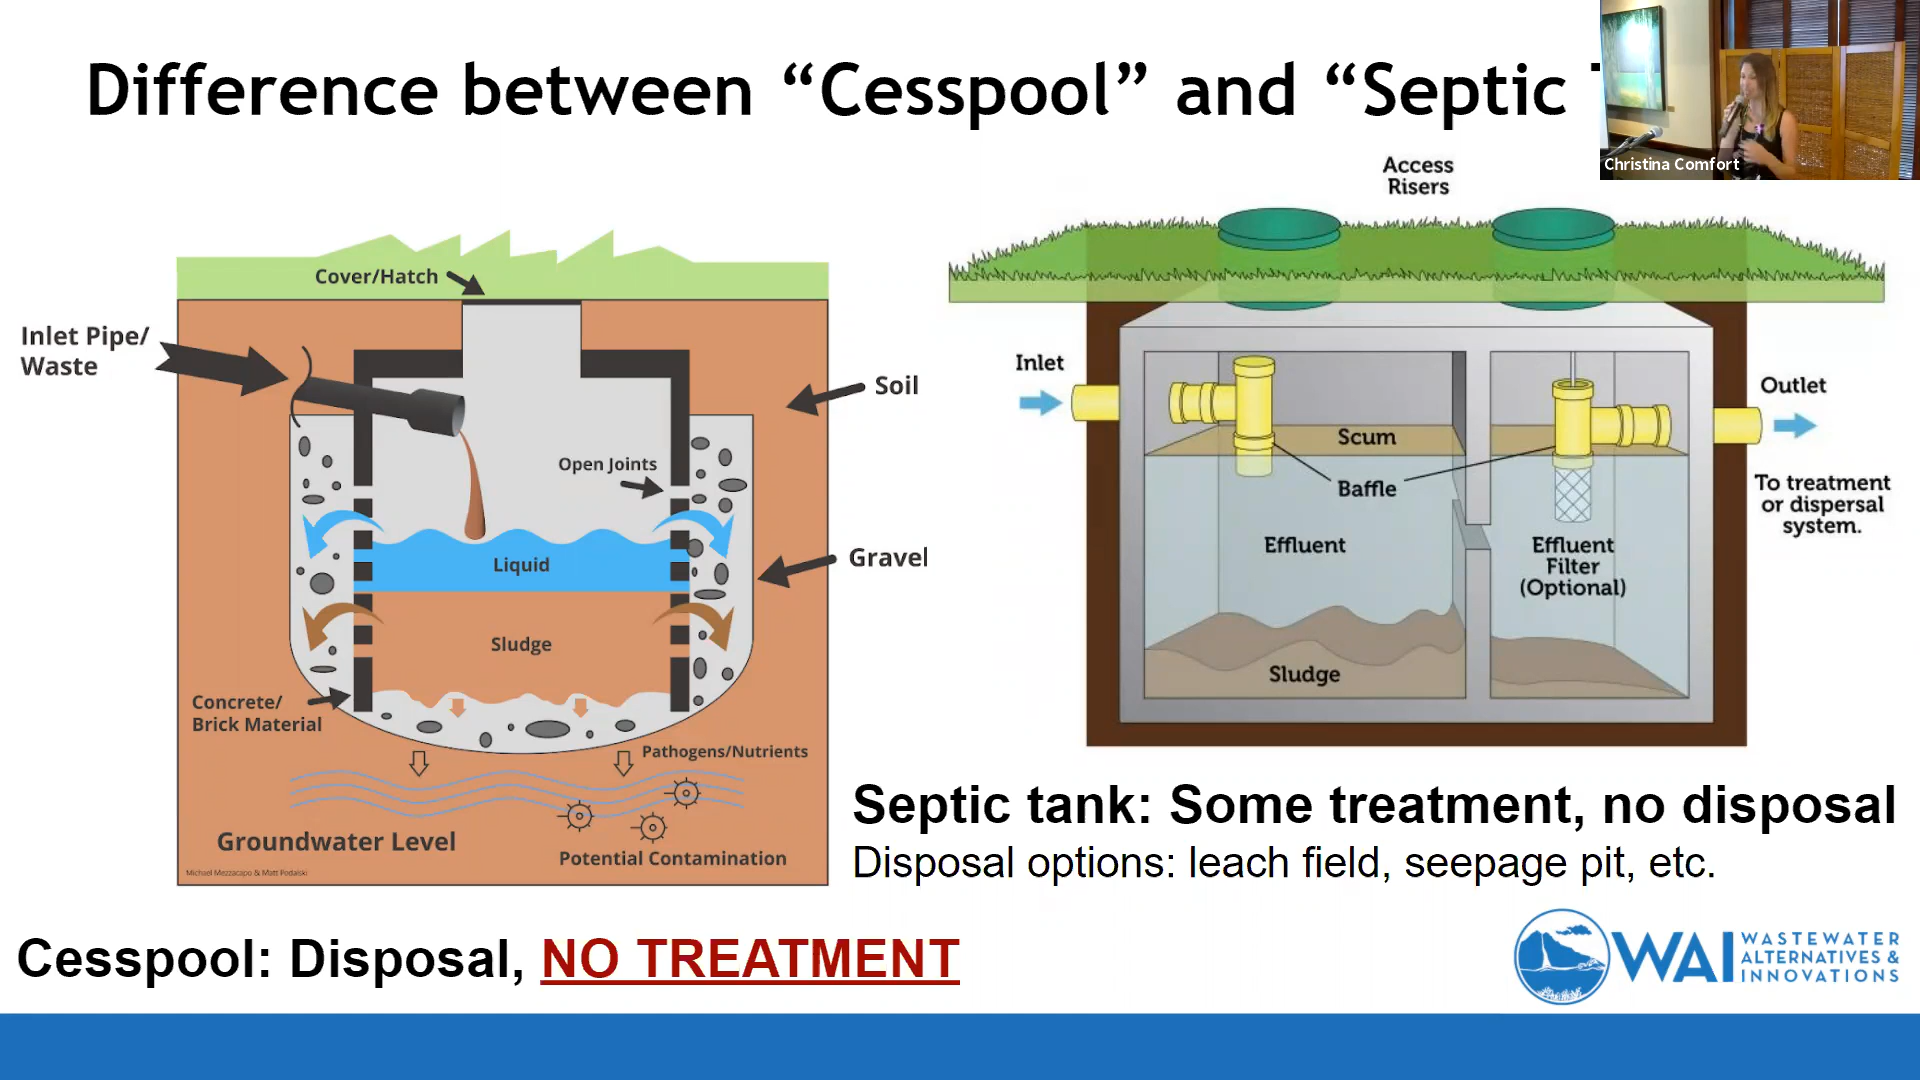 Difference between “Cesspool” and “Septic
Christina Comfort
Access
Risers
Cover/Hatch
Inlet Pipe/
Waste
Soil
Open Joints
Liquid
Gravel
Sludge
Concrete/
Brick Material
Pathogens/Nutrients
Groundwater Level
Potential Contamination
Michael Mezzacapo & Matt Podalski
Inlet
Outlet
Scum
Baffle
To treatment
or dispersal
system.
Effluent
Effluent
Filter
(Optional)
Sludge
Septic tank: Some treatment, no disposal
Disposal options: leach field, seepage pit, etc.
Cesspool: Disposal, NO TREATMENT
WAI
WASTEWATER
ALTERNATIVES &
INNOVATIONS